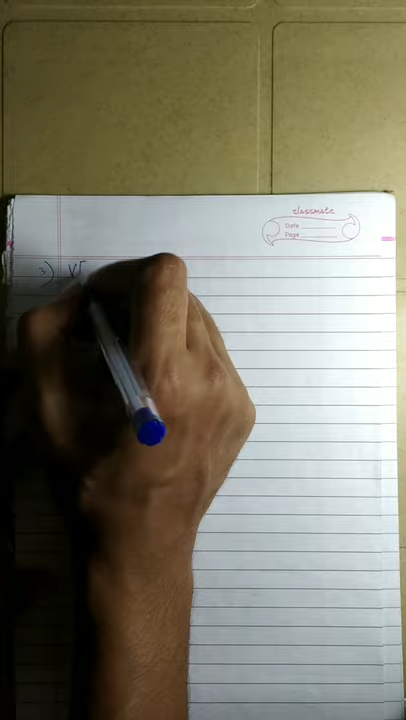 classmate
Date
Page
3) V[